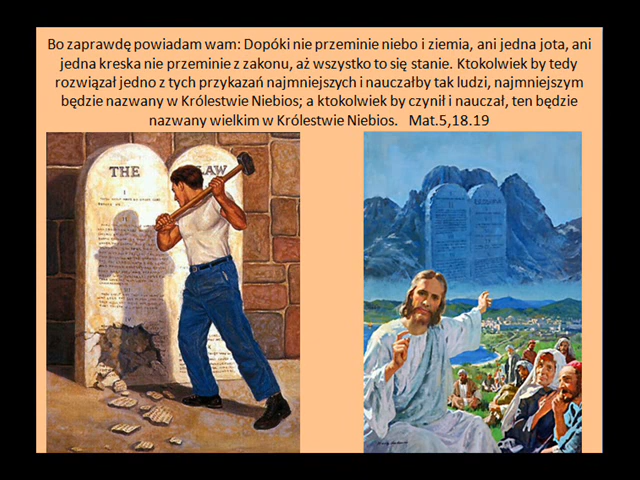 Bo zaprawdę powiadam wam: Dopóki nie przeminie niebo i ziemia, ani jedna jota, ani
jedna kreska nie przeminie z zakonu, aż wszystko to się stanie. Ktokolwiek by tedy
rozwiązał jedno z tych przykazań najmniejszych i nauczałby tak ludzi, najmniejszym
będzie nazwany w Królestwie Niebios; a ktokolwiek by czynił i nauczał, ten będzie
nazwany wielkim w Królestwie Niebios. Mat.5,18.19
THE LAW
I